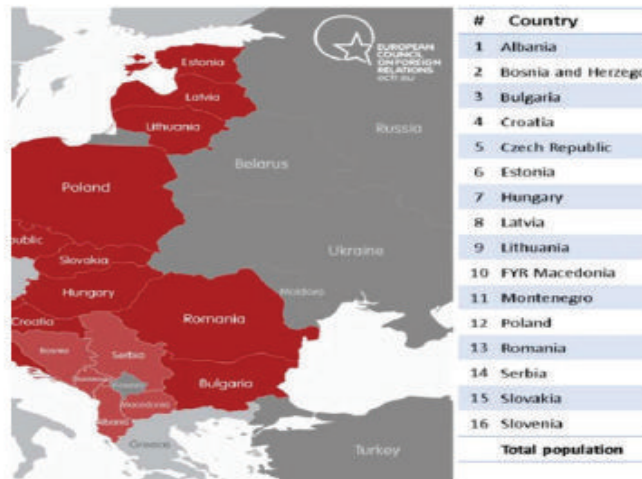 EUROPEAN
COUNCIL
ON FOREIGN
RELATIONS
ecfr.eu
Estonia
Latvia
Lithuania
Russia
Belarus
Poland
public
Ukraine
Slovakia
Hungary
Moldova
Croatia
Romania
Bosnia
Serbia
Bulgaria
Macedonia
Albania
Greece
Turkey
# Country
1 Albania
2 Bosnia and Herzego
3 Bulgaria
4 Croatia
5 Czech Republic
6 Estonia
7 Hungary
8 Latvia
9 Lithuania
10 FYR Macedonia
11 Montenegro
12 Poland
13 Romania
14 Serbia
15 Slovakia
16 Slovenia
Total population